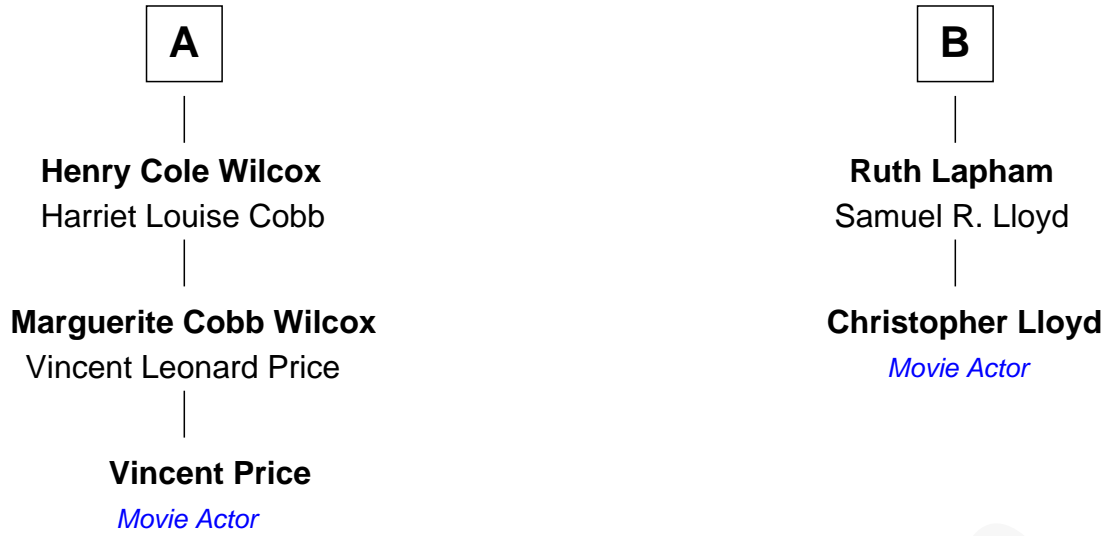 A
Henry Cole Wilcox
Harriet Louise Cobb
Marguerite Cobb Wilcox
Vincent Leonard Price
Vincent Price
Movie Actor
B
Ruth Lapham
Samuel R. Lloyd
Christopher Lloyd
Movie Actor